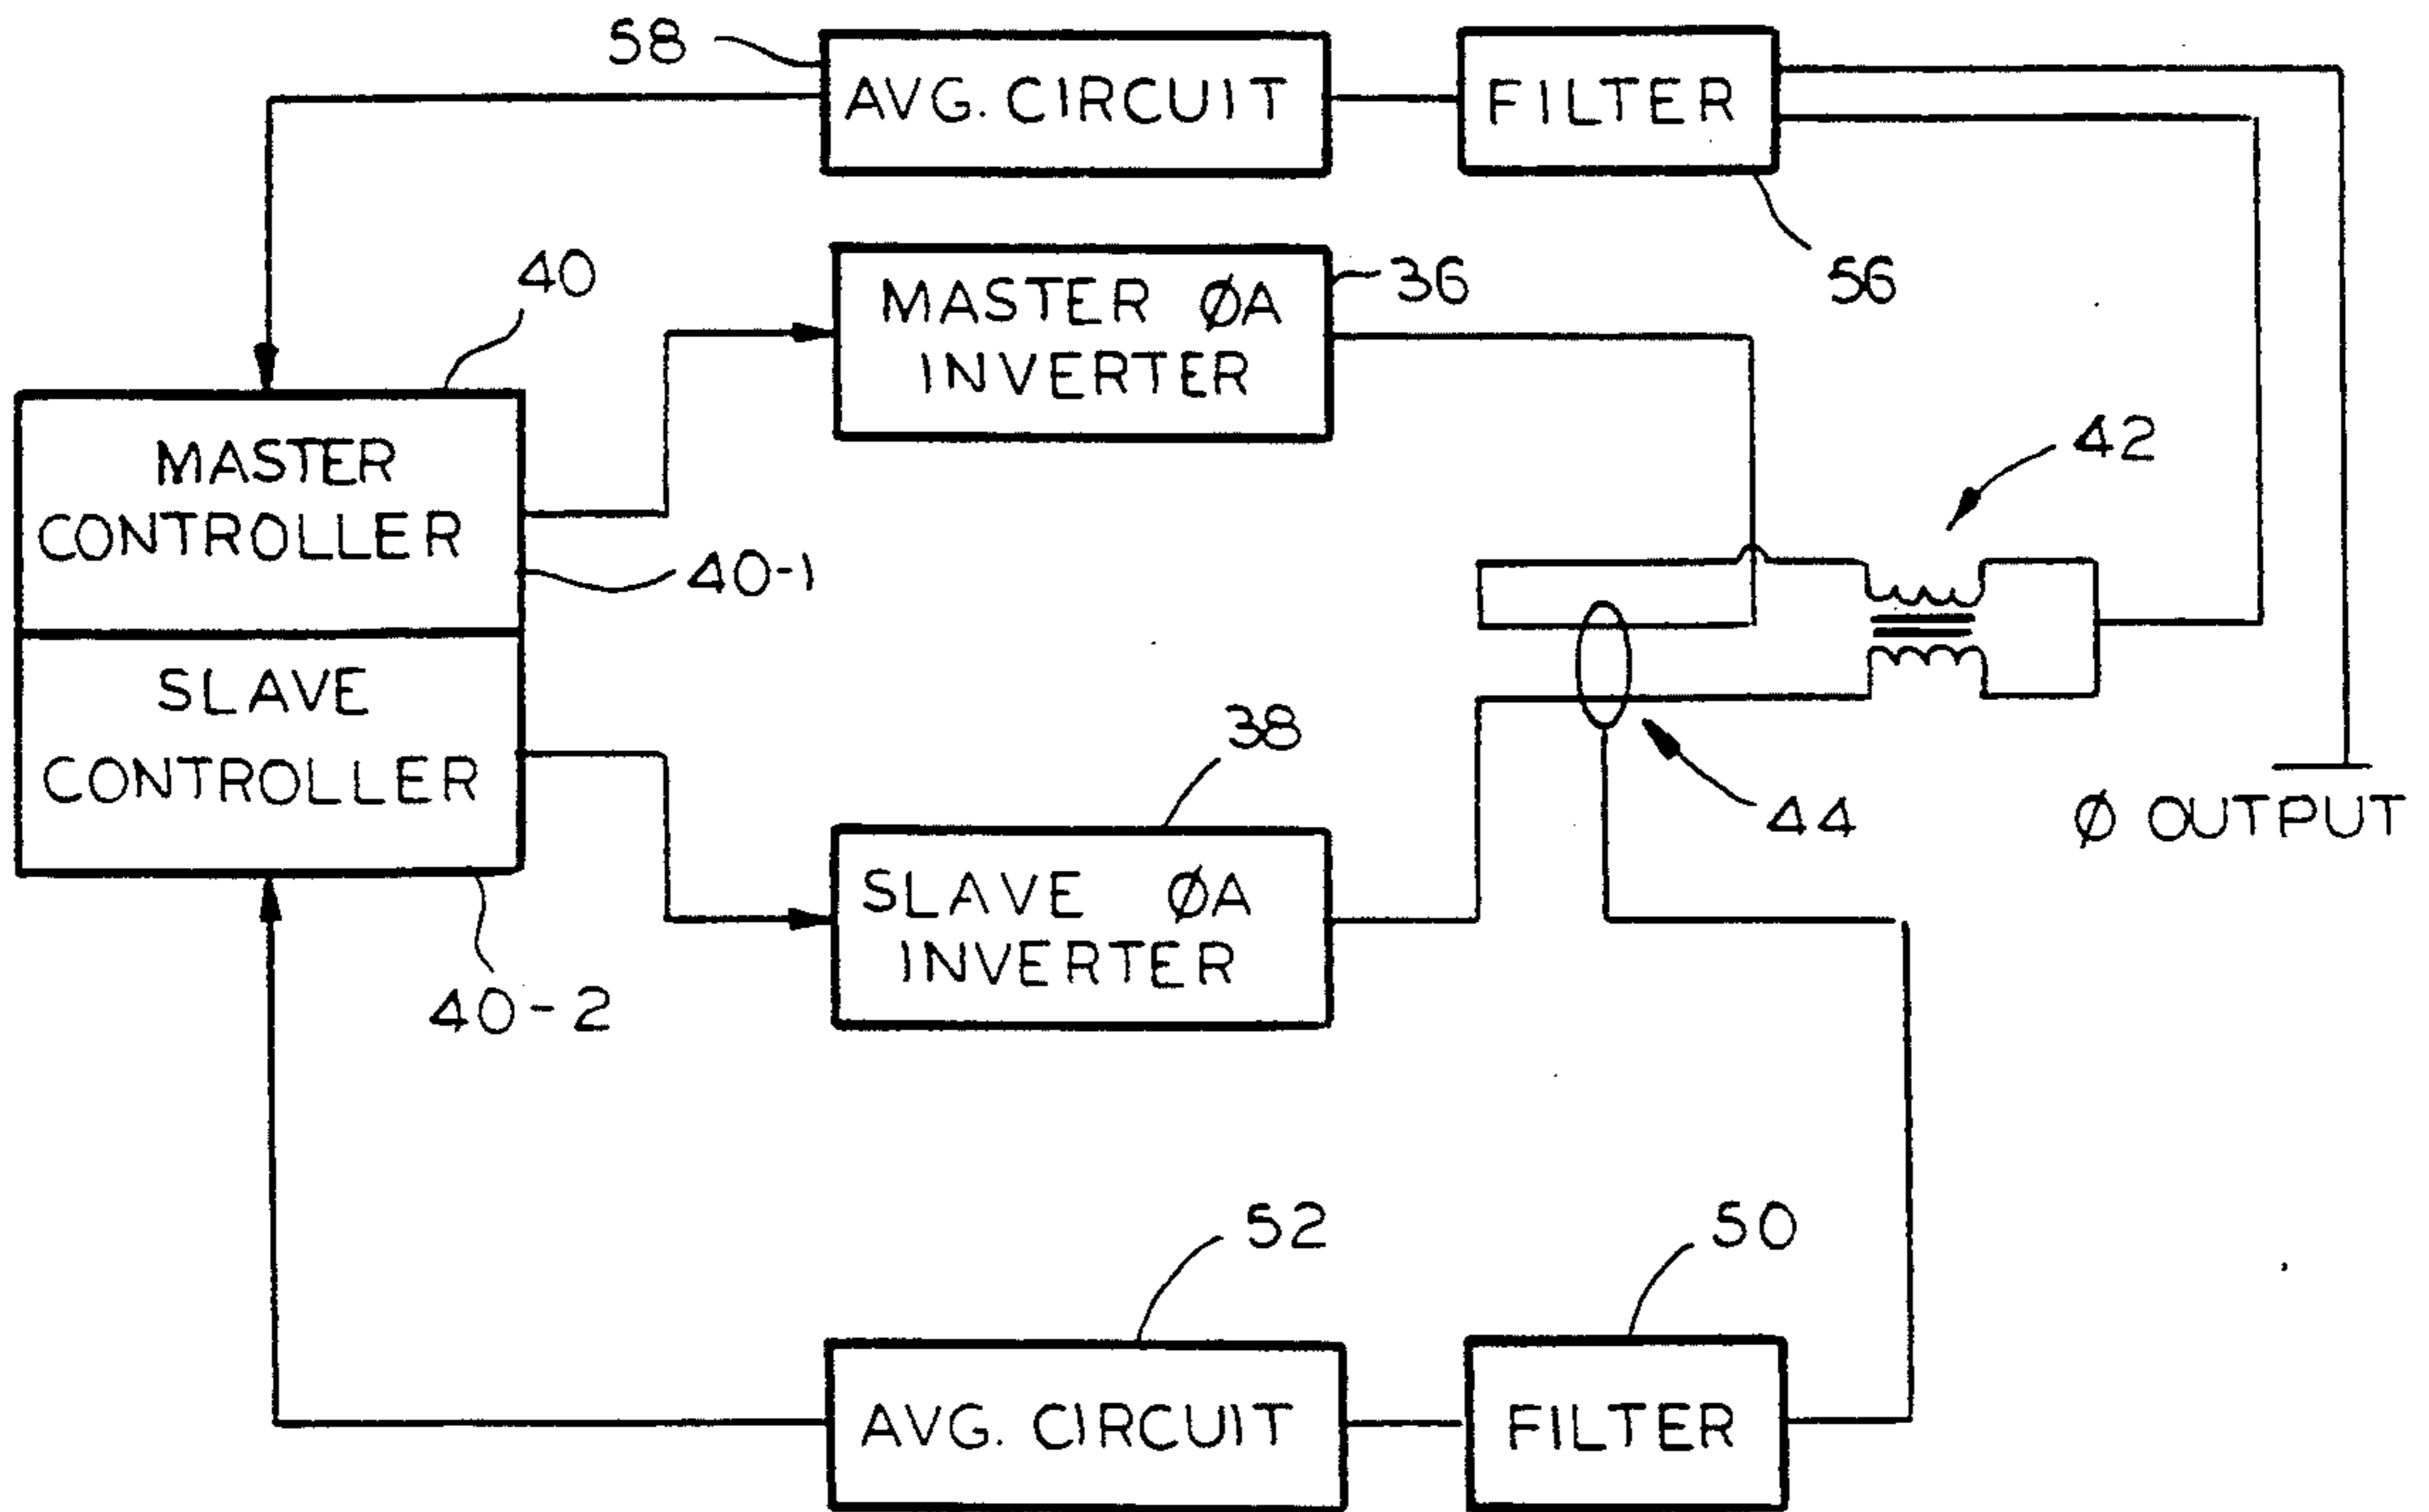 58
AVG. CIRCUIT
FILTER
56
40
MASTER ØA
INVERTER
36
MASTER
CONTROLLER
40-1
42
SLAVE
CONTROLLER
40-2
38
44
Ø OUTPUT
SLAVE ØA
INVERTER
52
50
AVG. CIRCUIT
FILTER